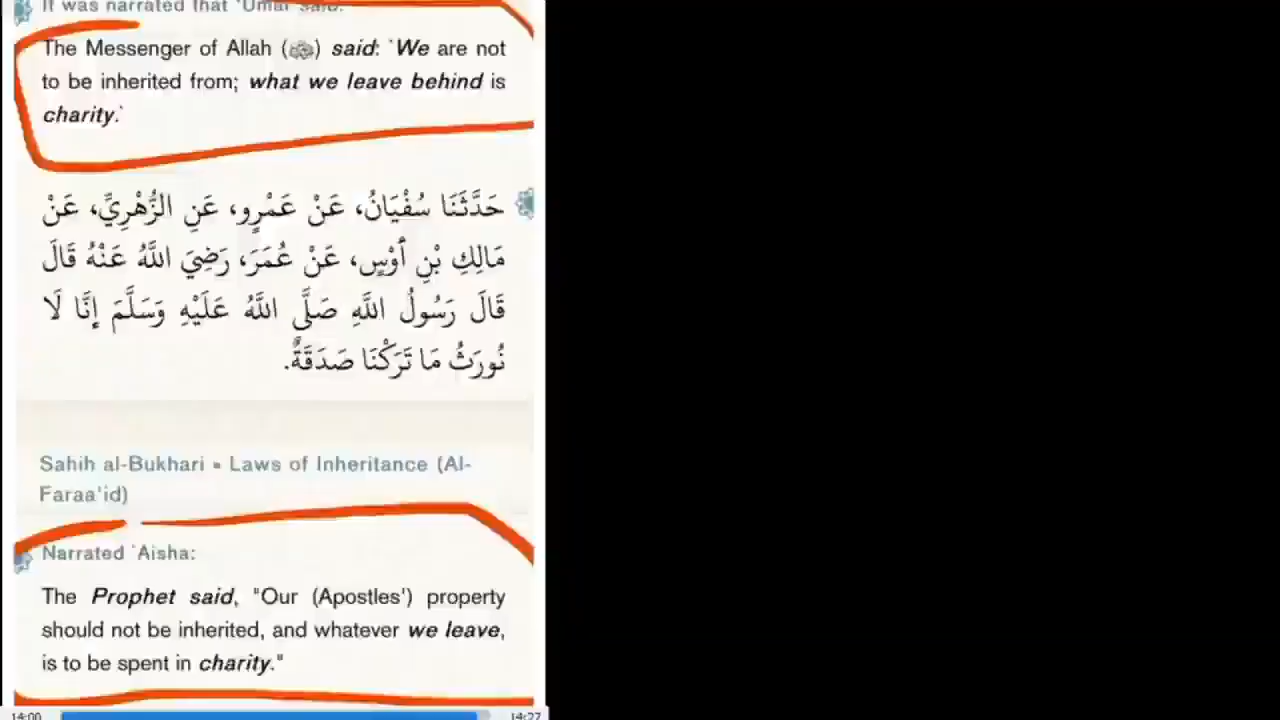 It was narrated that 'Umar said:
The Messenger of Allah (ﷺ) said: `We are not
to be inherited from; what we leave behind is
charity.`
حَدَّثَنَا سُفْيَانُ، عَنْ عَمْرٍو، عَنِ الزُّهْرِيِّ، عَنْ
مَالِكِ بْنِ أَوْسٍ، عَنْ عُمَرَ، رَضِيَ اللَّهُ عَنْهُ قَالَ
قَالَ رَسُولُ اللَّهِ صَلَّى اللَّهُ عَلَيْهِ وَسَلَّمَ إِنَّا لَا
نُورَثُ مَا تَرَكْنَا صَدَقَةٌ.
Sahih al-Bukhari » Laws of Inheritance (Al-
Faraa'id)
Narrated `Aisha:
The Prophet said, "Our (Apostles') property
should not be inherited, and whatever we leave,
is to be spent in charity."
14:00 14:27